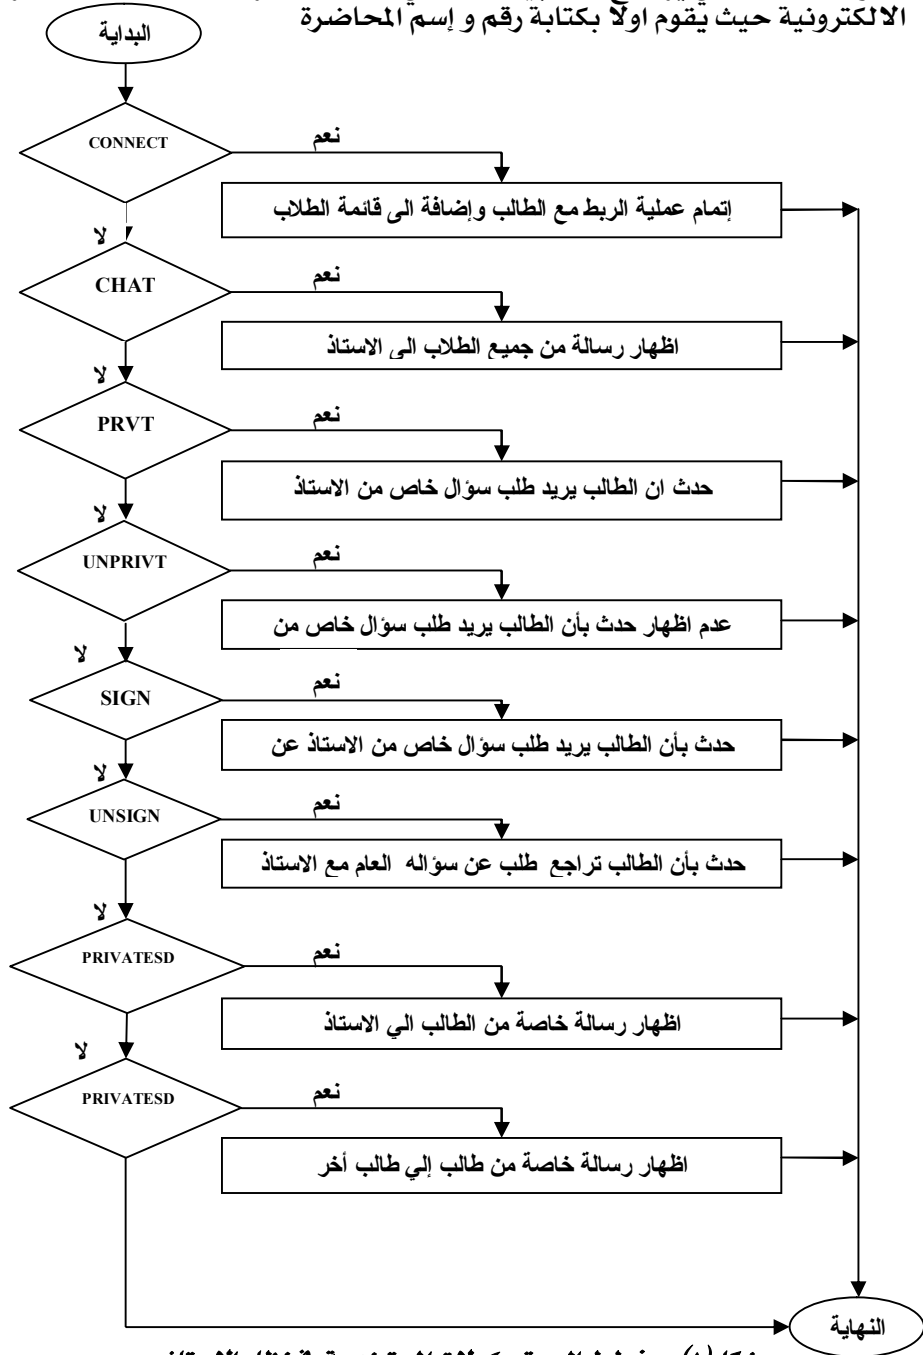 الالكترونية حيث يقوم اولاً بكتابة رقم و إسم المحاضرة
البداية
CONNECT
نعم
إتمام عملية الربط مع الطالب وإضافة الى قائمة الطلاب
لا
CHAT
نعم
اظهار رسالة من جميع الطلاب الى الاستاذ
لا
PRVT
نعم
حدث ان الطالب يريد طلب سؤال خاص من الاستاذ
لا
UNPRIVT
نعم
عدم اظهار حدث بأن الطالب يريد طلب سؤال خاص من
لا
SIGN
نعم
حدث بأن الطالب يريد طلب سؤال خاص من الاستاذ عن
لا
UNSIGN
نعم
حدث بأن الطالب تراجع طلب عن سؤاله العام مع الاستاذ
لا
PRIVATESD
نعم
اظهار رسالة خاصة من الطالب الي الاستاذ
لا
PRIVATESD
نعم
اظهار رسالة خاصة من طالب إلي طالب أخر
النهاية